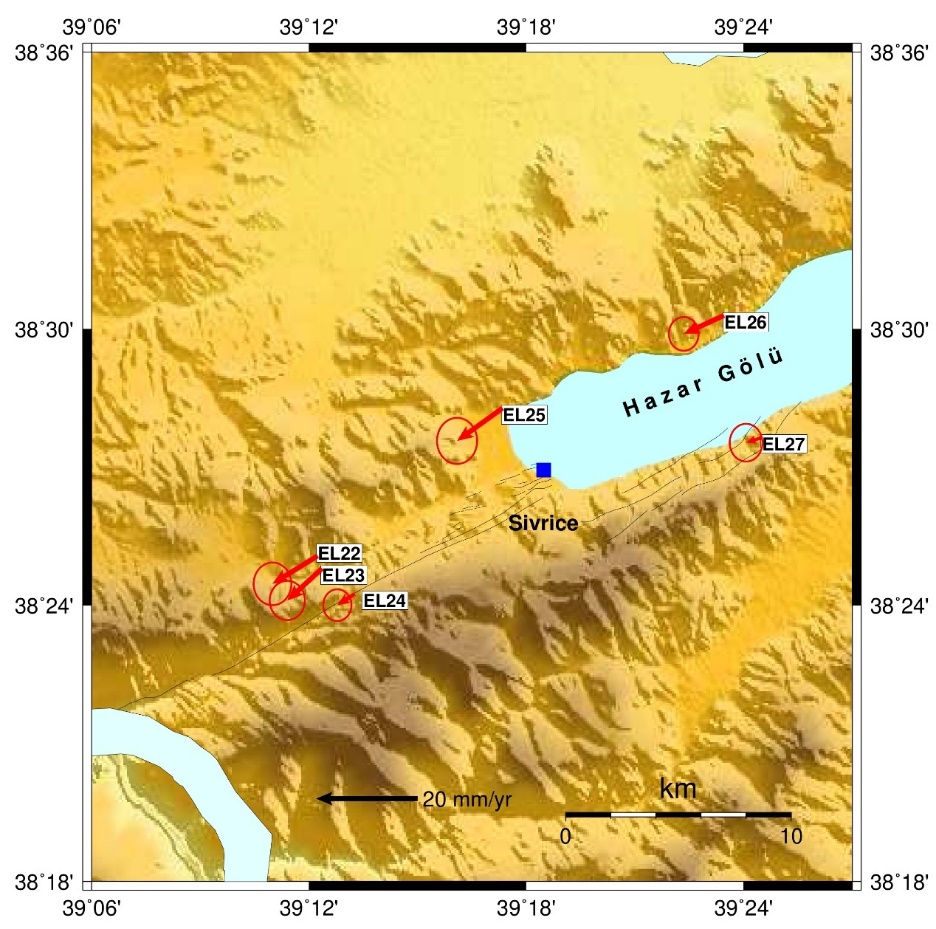 39˚06' 39˚12' 39˚18' 39˚24'
38˚36' 38˚36'
EL26
38˚30' 38˚30'
Hazar Gölü
EL25
EL27
Sivrice
EL22
EL23
EL24
38˚24' 38˚24'
km
20 mm/yr
0 10
38˚18' 38˚18'
39˚06' 39˚12' 39˚18' 39˚24'